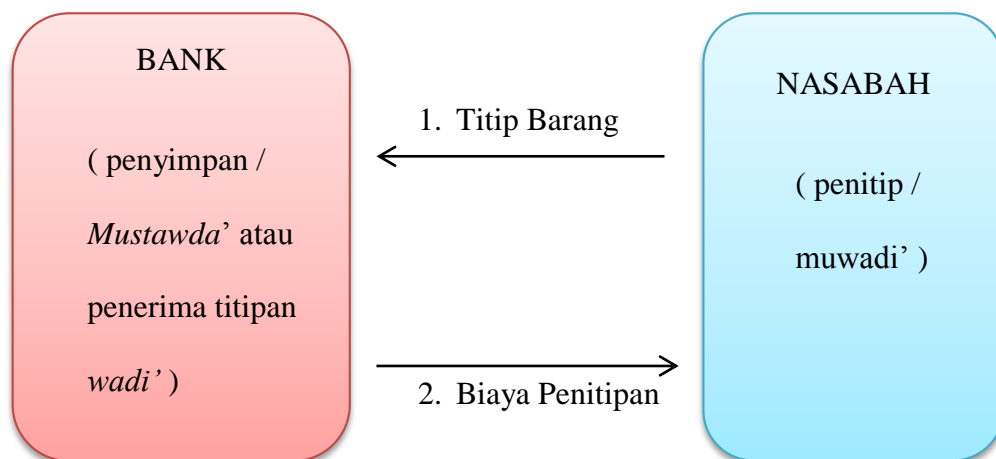 BANK
( penyimpan /
Mustawda’ atau
penerima titipan
wadi’ )
1. Titip Barang
2. Biaya Penitipan
NASABAH
( penitip /
muwadi’ )